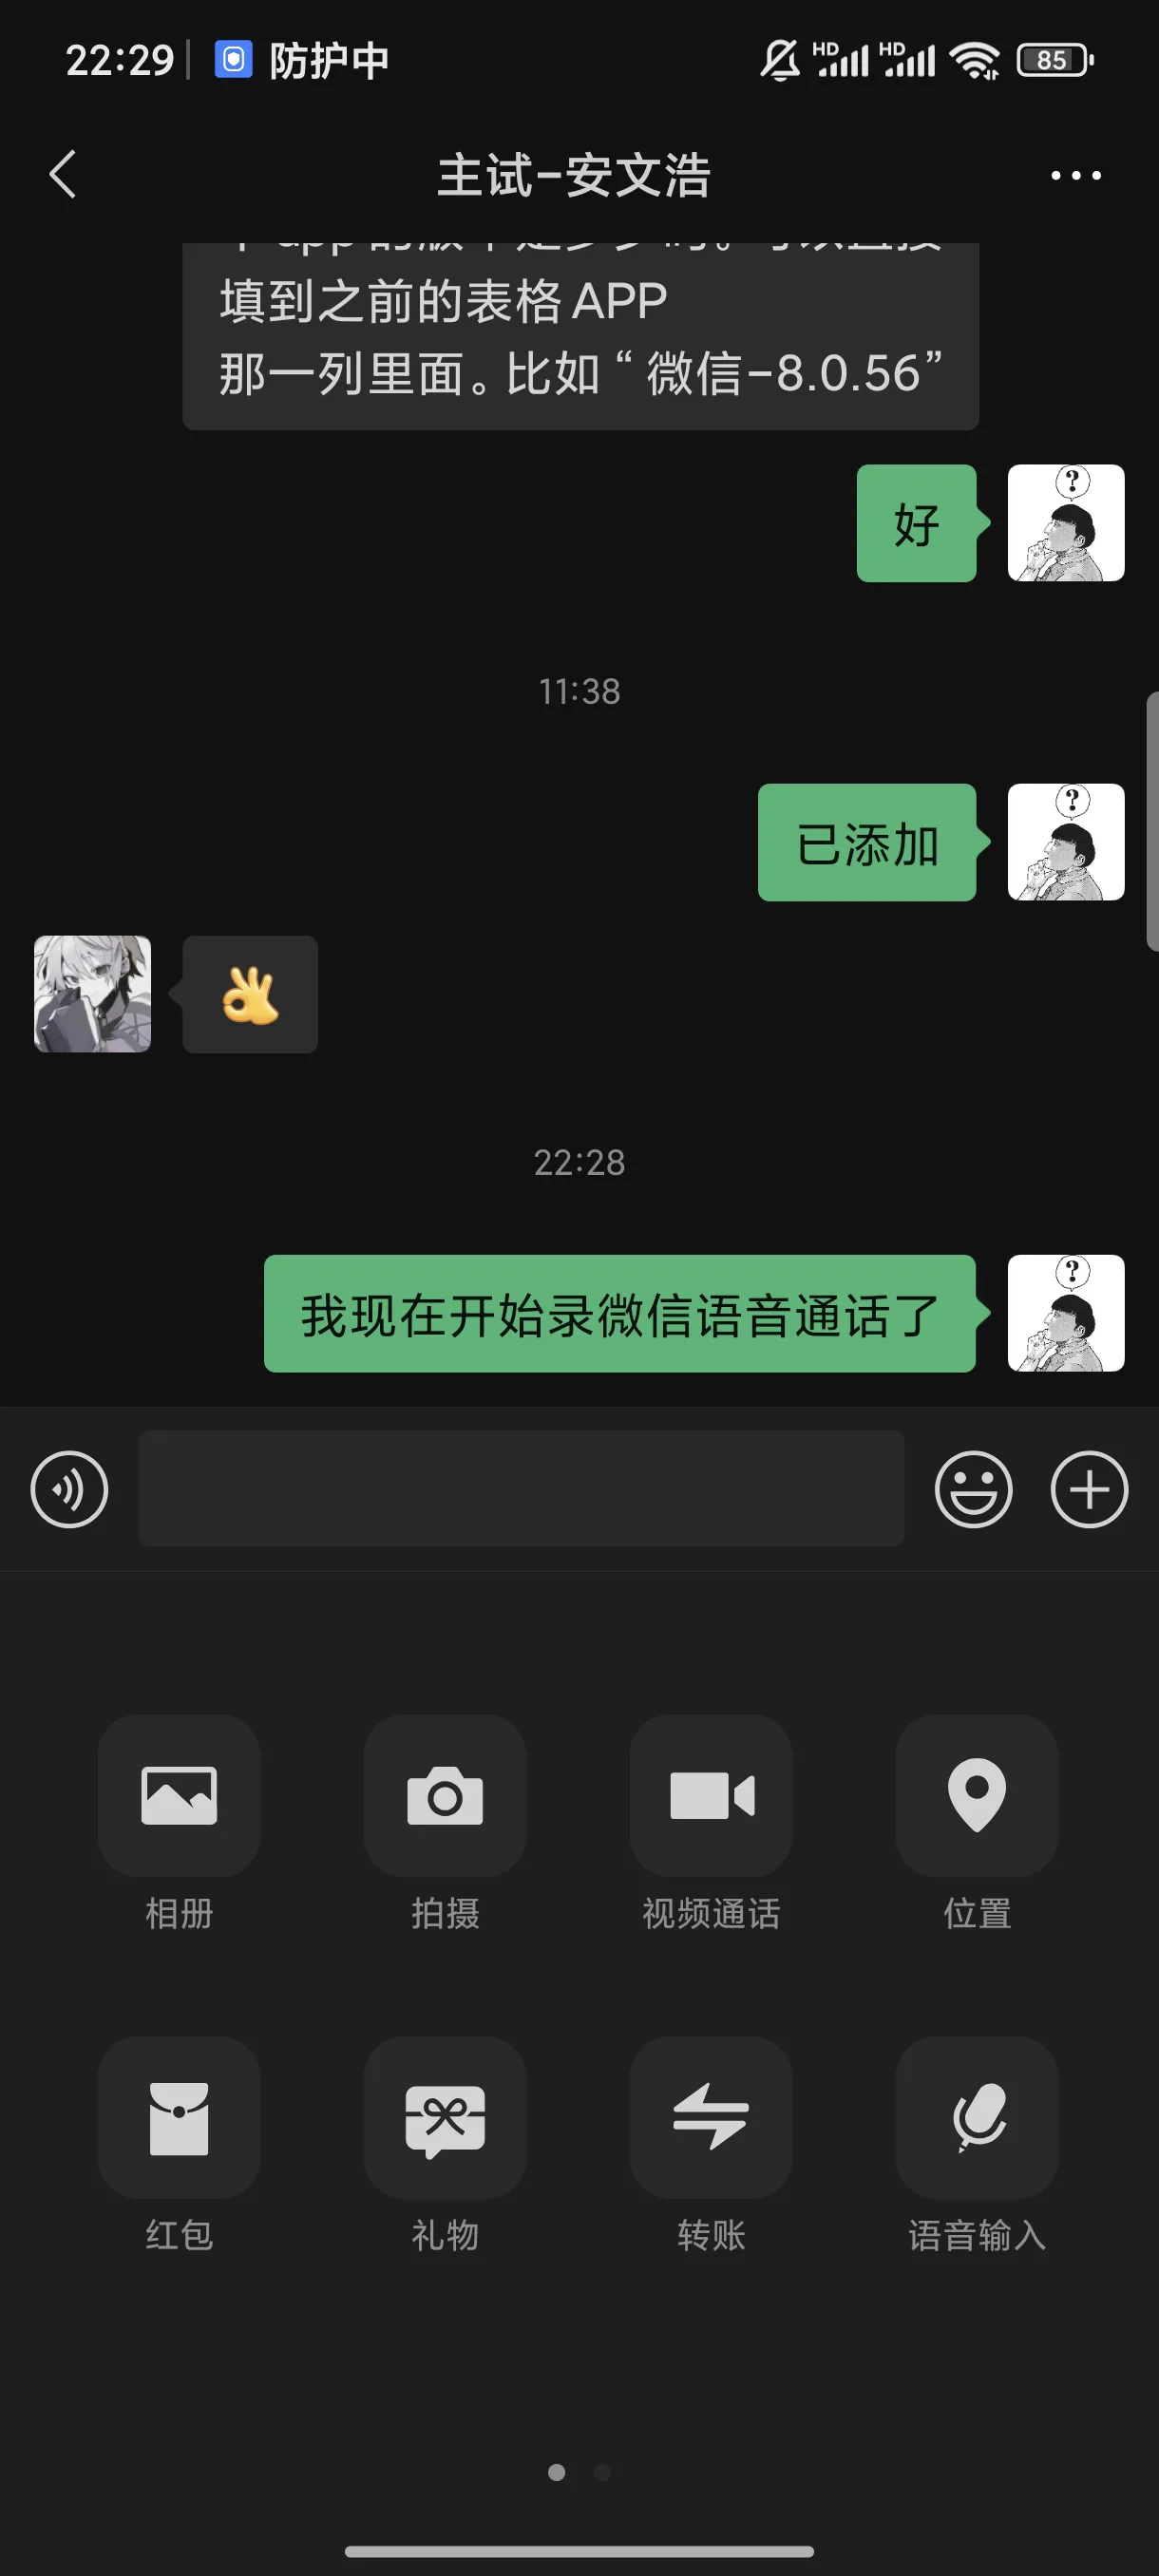 22:29
防护中
HD HD 85
主试-安文浩
填到之前的表格APP
那一列里面。比如“微信-8.0.56”
好
?
11:38
已添加
?
22:28
我现在开始录微信语音通话了
?
相册 拍摄 视频通话 位置
红包 礼物 转账 语音输入